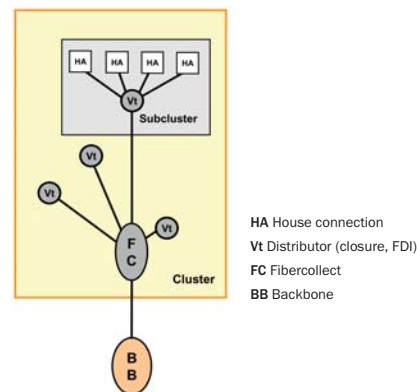 HA HA HA HA
Vt
Subcluster
Vt
Vt
Vt
F
C
Cluster
B
B
HA House connection
Vt Distributor (closure, FDI)
FC Fibercollect
BB Backbone